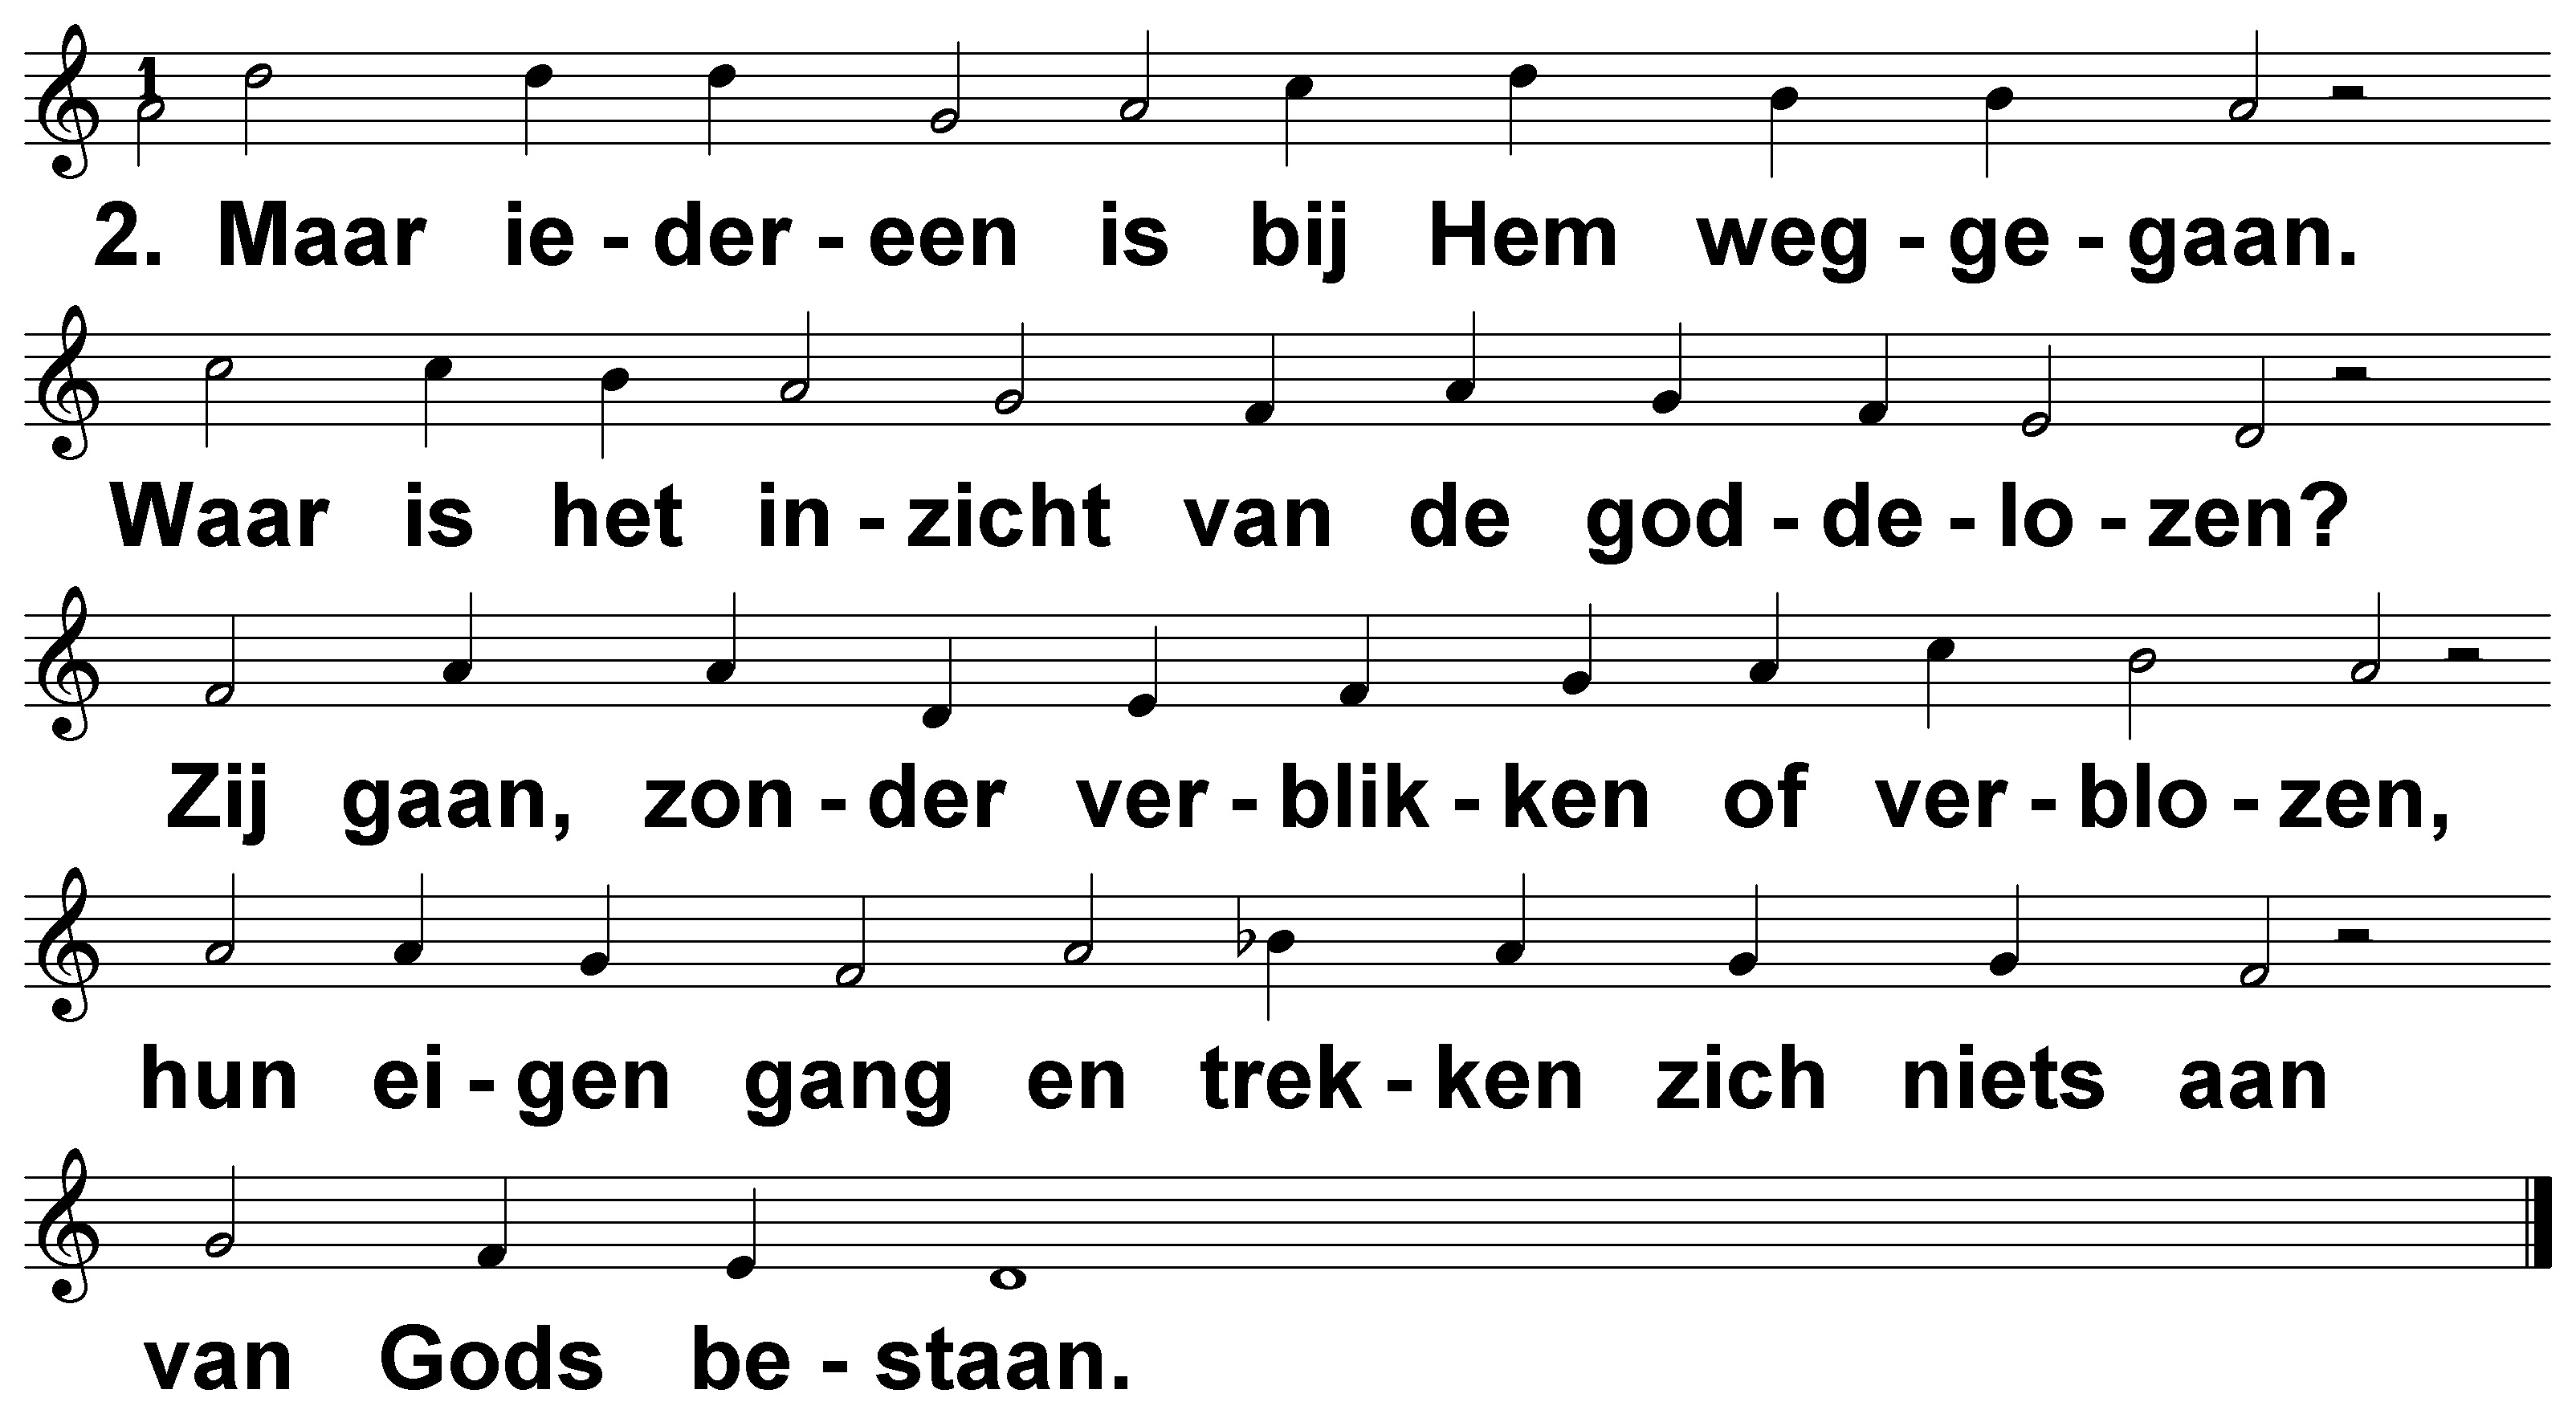 1
2. Maar ie - der - een is bij Hem weg - ge - gaan.
Waar is het in - zicht van de god - de - lo - zen?
Zij gaan, zon - der ver - blik - ken of ver - blo - zen,
hun ei - gen gang en trek - ken zich niets aan
van Gods be - staan.